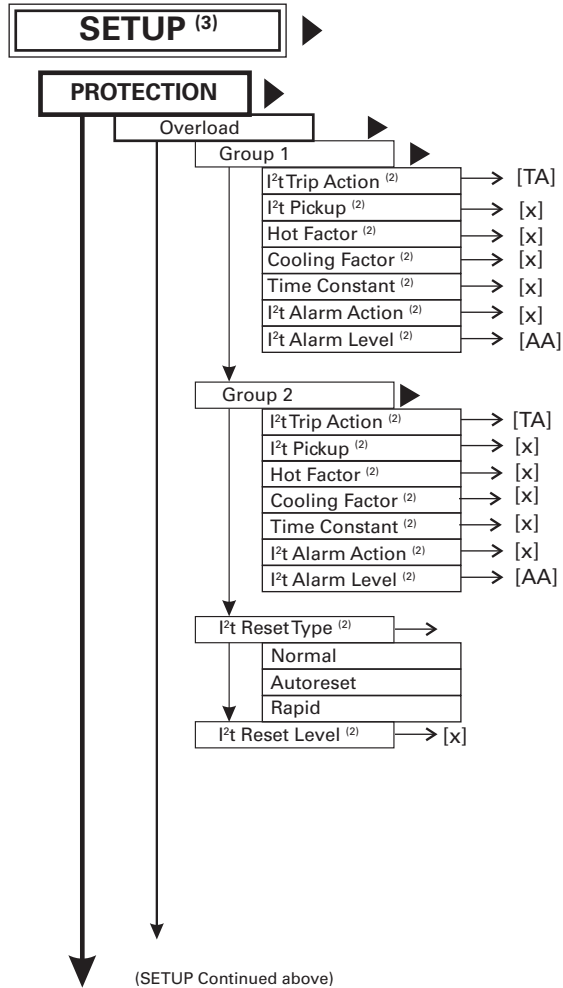 SETUP (3)
PROTECTION
Overload
Group 1
I²t Trip Action (2) [TA]
I²t Pickup (2) [x]
Hot Factor (2) [x]
Cooling Factor (2) [x]
Time Constant (2) [x]
I²t Alarm Action (2) [x]
I²t Alarm Level (2) [AA]
Group 2
I²t Trip Action (2) [TA]
I²t Pickup (2) [x]
Hot Factor (2) [x]
Cooling Factor (2) [x]
Time Constant (2) [x]
I²t Alarm Action (2) [x]
I²t Alarm Level (2) [AA]
I²t Reset Type (2)
Normal
Autoreset
Rapid
I²t Reset Level (2) [x]
(SETUP Continued above)